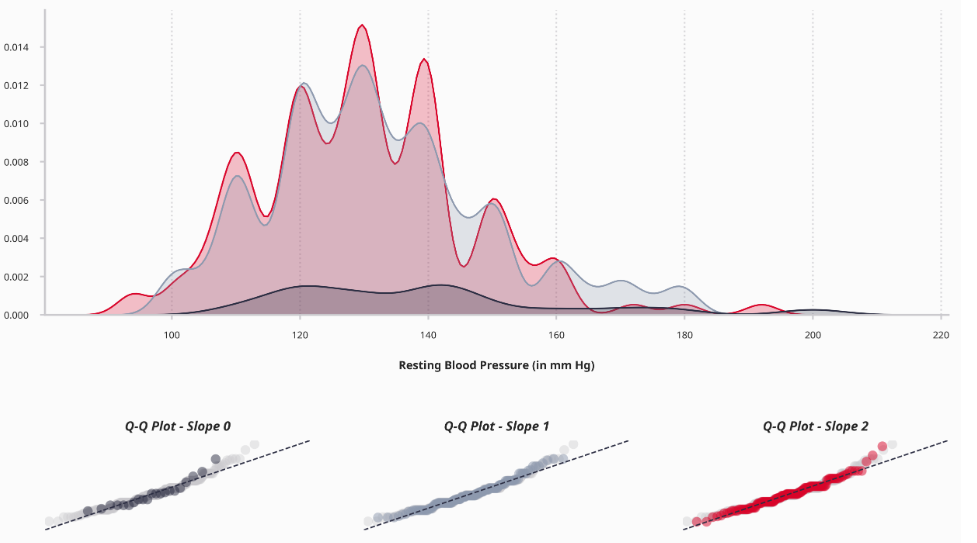 0.014
0.012
0.010
0.008
0.006
0.004
0.002
0.000
100 120 140 160 180 200 220
Resting Blood Pressure (in mm Hg)
Q-Q Plot - Slope 0 Q-Q Plot - Slope 1 Q-Q Plot - Slope 2